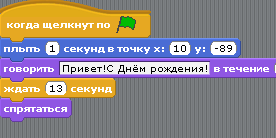 когда щелкнут по
плыть 1 секунд в точку x: 10 y: -89
говорить Привет!С Днём рождения! в течение
ждать 13 секунд
спрятаться